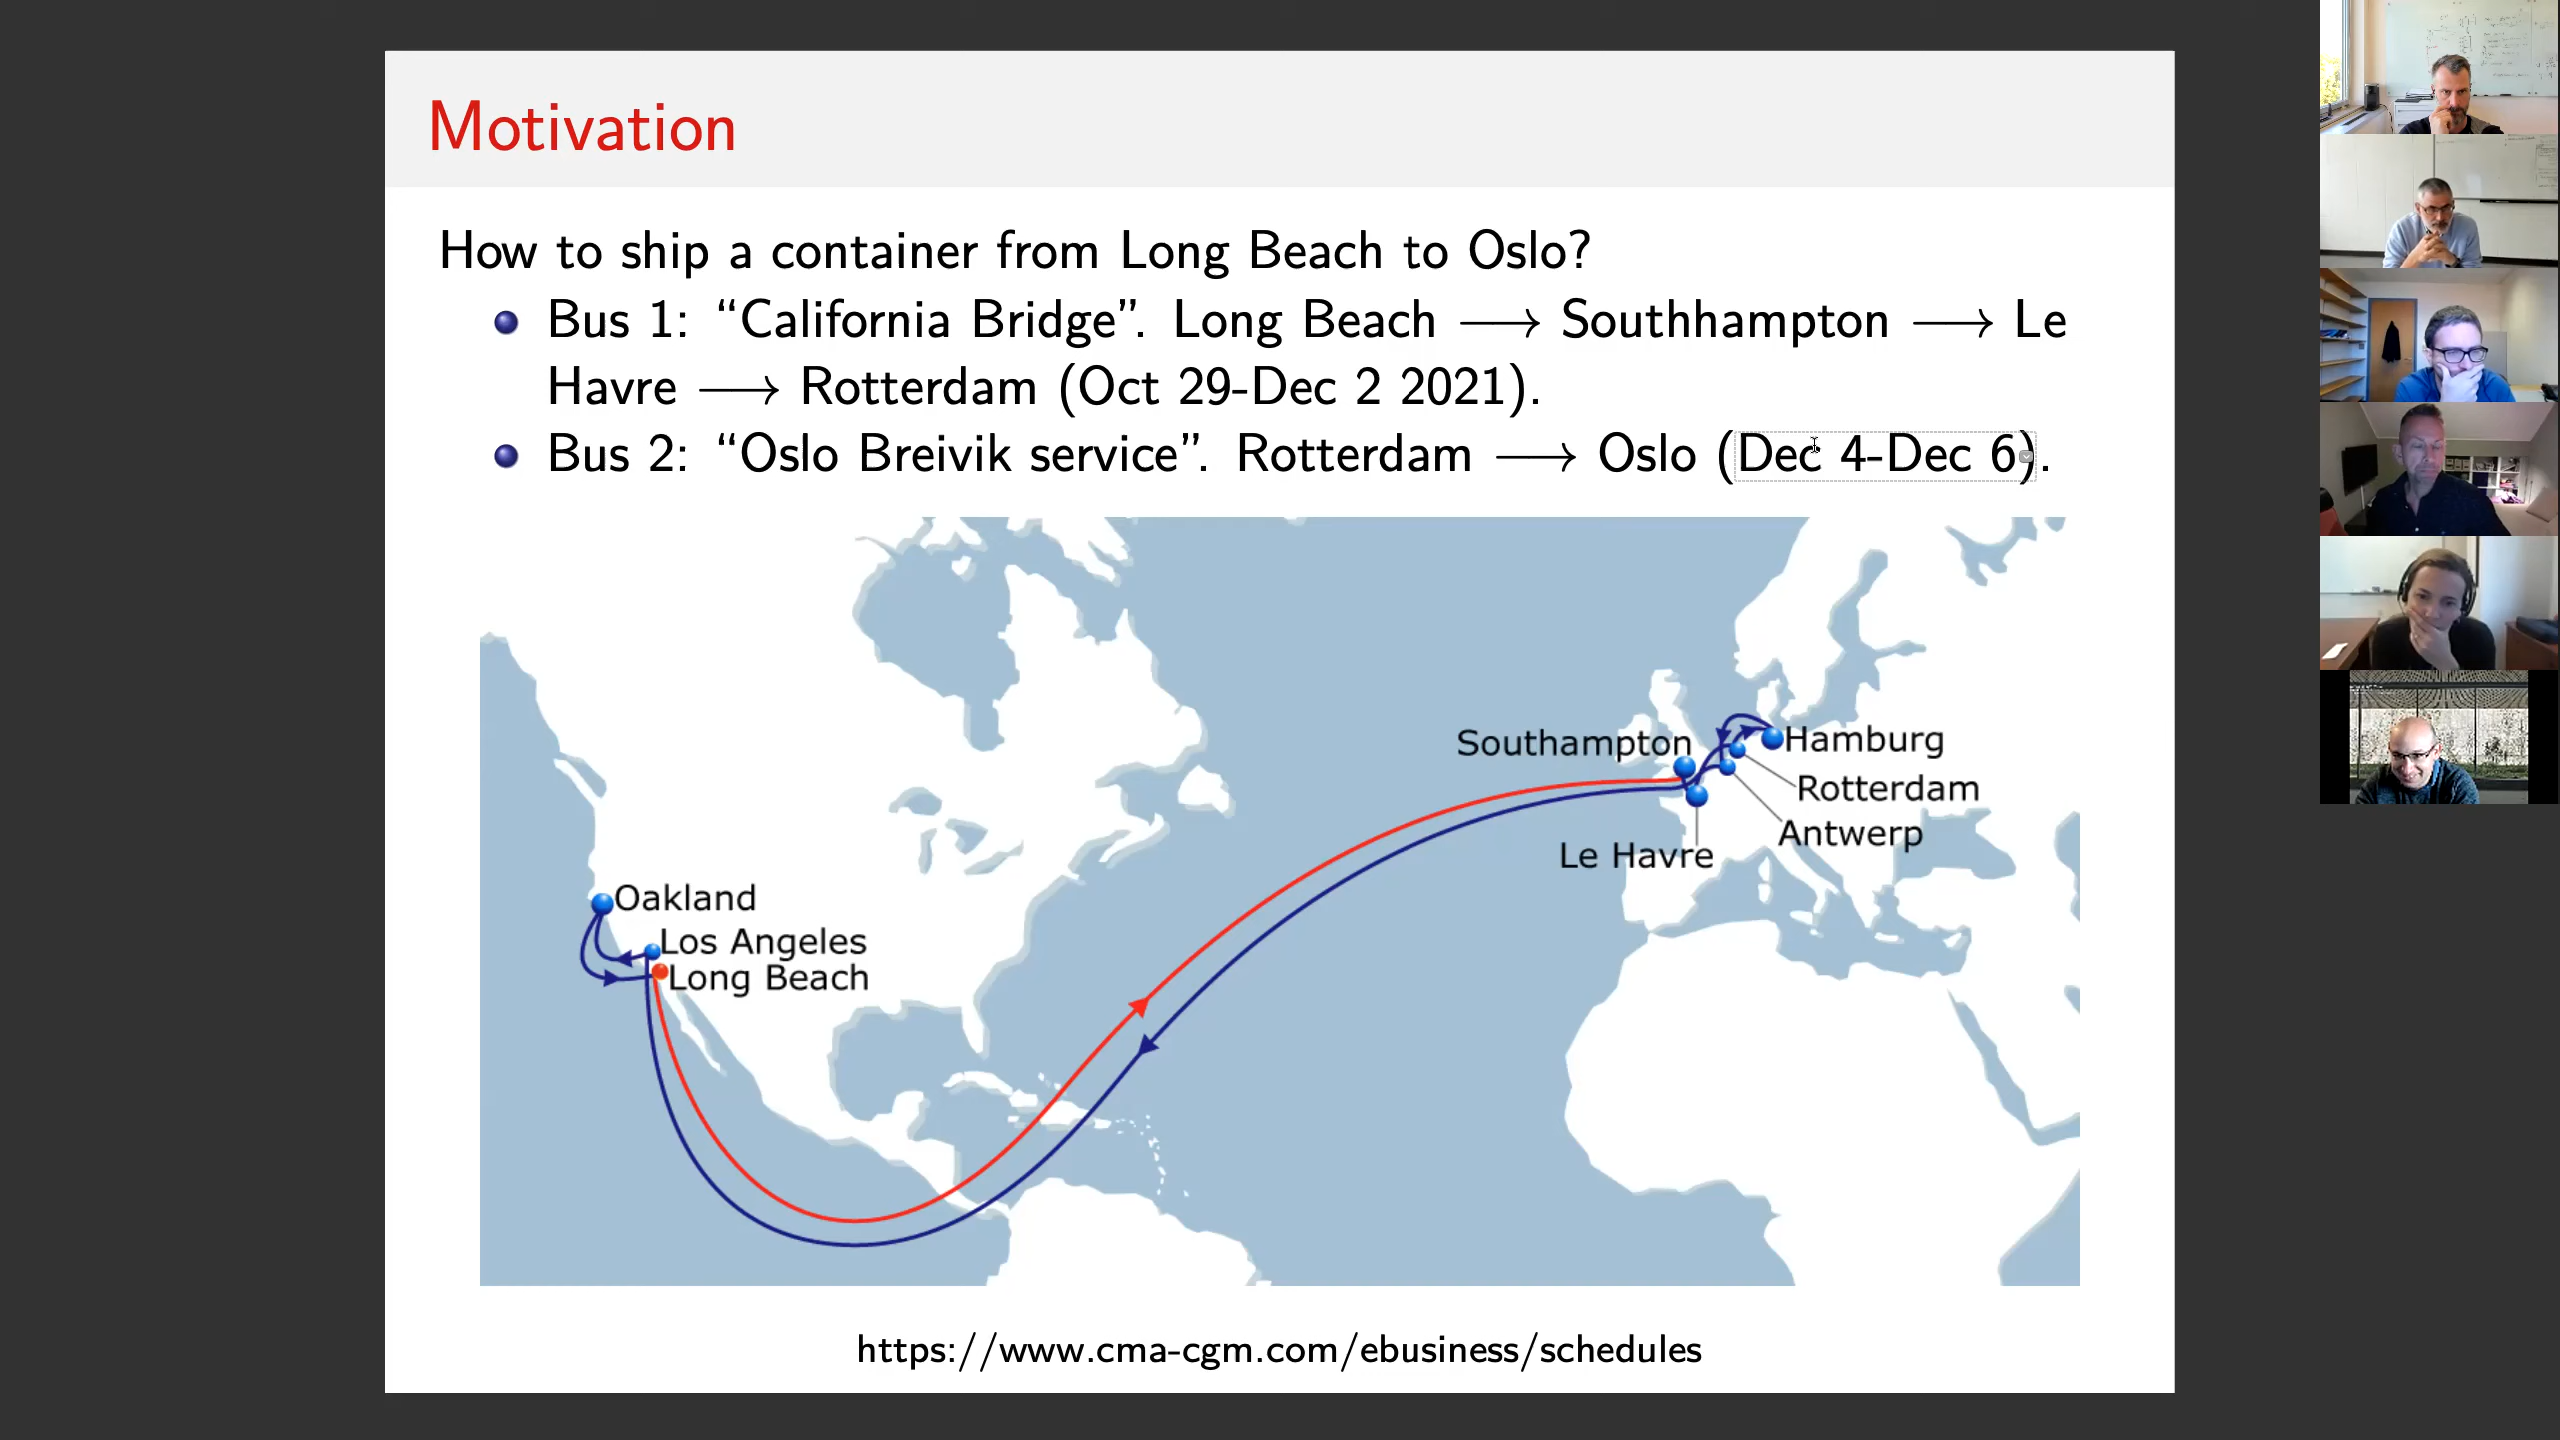 Motivation
How to ship a container from Long Beach to Oslo?
Bus 1: “California Bridge”. Long Beach ⟶ Southhampton ⟶ Le
Havre ⟶ Rotterdam (Oct 29-Dec 2 2021).
Bus 2: “Oslo Breivik service”. Rotterdam ⟶ Oslo (Dec 4-Dec 6).
Southampton
Hamburg
Rotterdam
Antwerp
Le Havre
Oakland
Los Angeles
Long Beach
https://www.cma-cgm.com/ebusiness/schedules